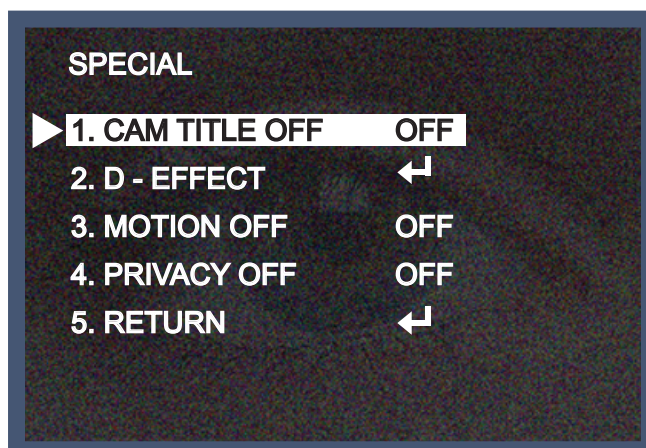 SPECIAL
1. CAM TITLE OFF OFF
2. D - EFFECT ↵
3. MOTION OFF OFF
4. PRIVACY OFF OFF
5. RETURN ↵